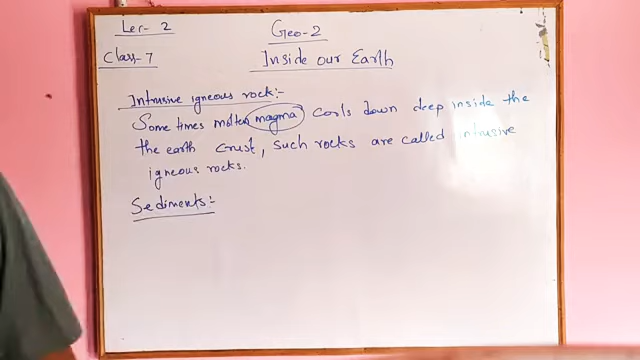 Lec- 2
Geo-2
Class-7
Inside our Earth
Intrusive igneous rock:-
Some times molten magma cools down deep inside the
the earth crust, such rocks are called intrusive
igneous rocks.
Sediments:-